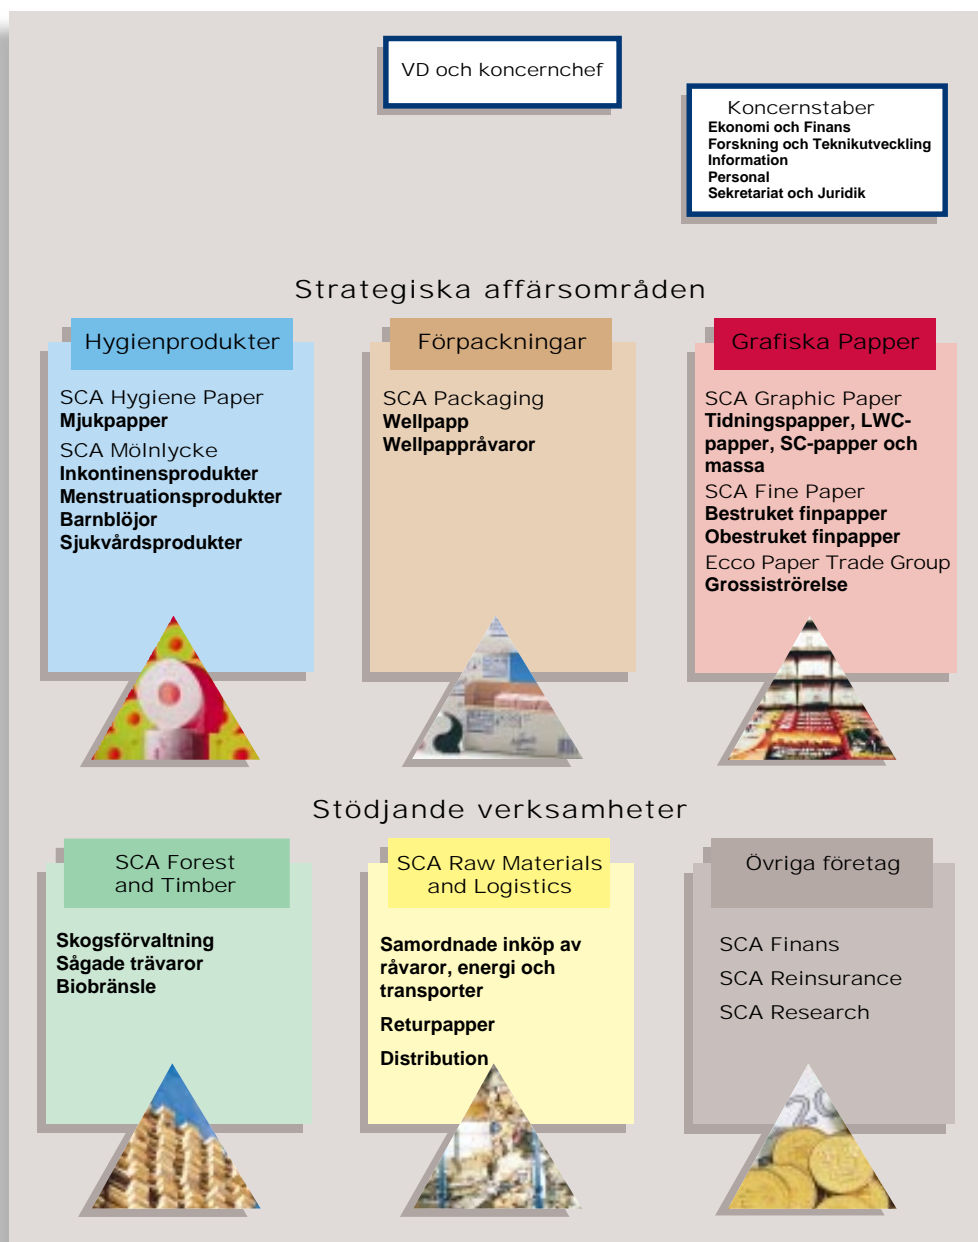 VD och koncernchef
Koncernstaber
Ekonomi och Finans
Forskning och Teknikutveckling
Information
Personal
Sekretariat och Juridik
Strategiska affärsområden
Hygienprodukter
SCA Hygiene Paper
Mjukpapper
SCA Mölnlycke
Inkontinensprodukter
Menstruationsprodukter
Barnblöjor
Sjukvårdsprodukter
Förpackningar
SCA Packaging
Wellpapp
Wellpappråvaror
Grafiska Papper
SCA Graphic Paper
Tidningspapper, LWC-
papper, SC-papper och
massa
SCA Fine Paper
Bestruket finpapper
Obestruket finpapper
Ecco Paper Trade Group
Grossiströrelse
Stödjande verksamheter
SCA Forest
and Timber
Skogsförvaltning
Sågade trävaror
Biobränsle
SCA Raw Materials
and Logistics
Samordnade inköp av
råvaror, energi och
transporter
Returpapper
Distribution
Övriga företag
SCA Finans
SCA Reinsurance
SCA Research